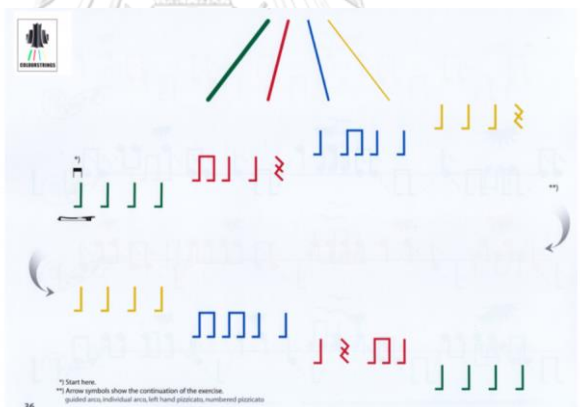 COLOURSTRINGS
*)
**)
*) Start here.
**) Arrow symbols show the continuation of the exercise.
guided arco, individual arco, left hand pizzicato, numbered pizzicato
36